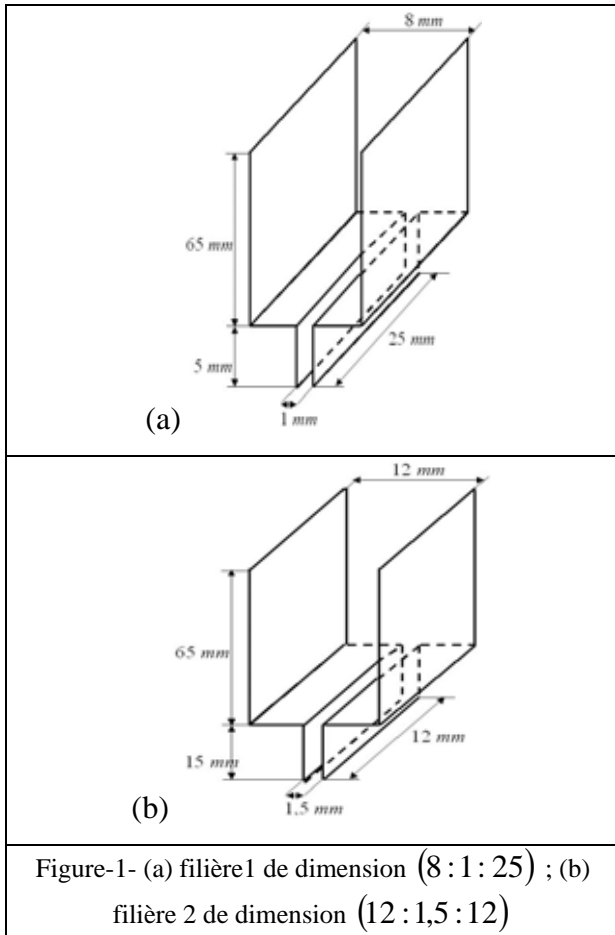 8 mm
65 mm
5 mm
25 mm
1 mm
(a)
12 mm
65 mm
15 mm
12 mm
1,5 mm
(b)
Figure-1- (a) filière1 de dimension (8 : 1 : 25) ; (b)
filière 2 de dimension (12 : 1,5 : 12)